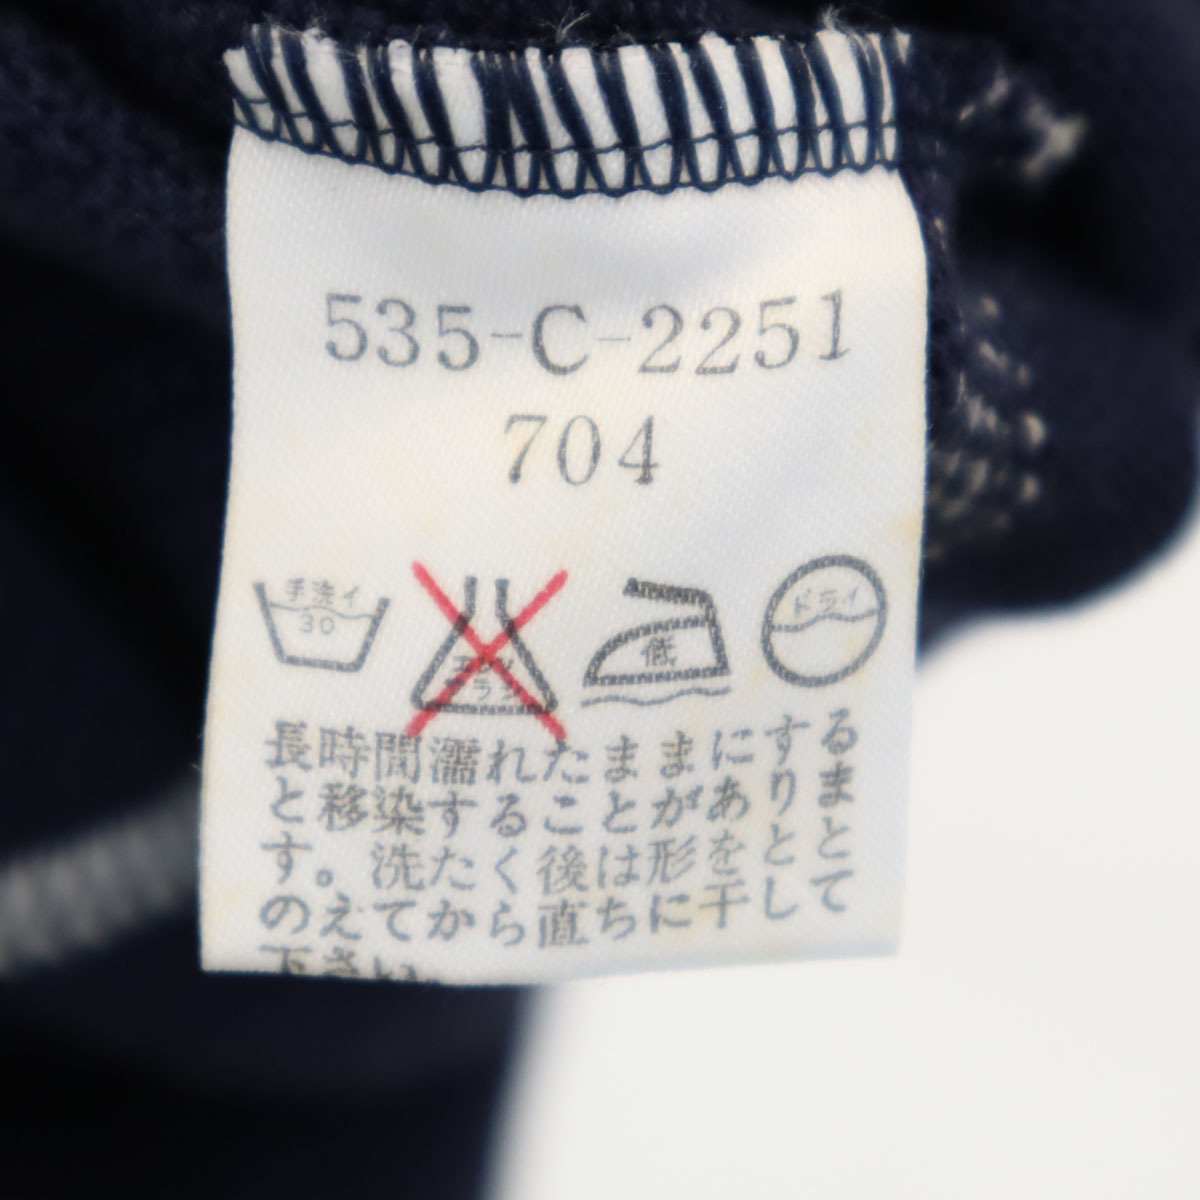 535-C-2251
704
手洗イ
30
エンソ
ラサ
低
ドライ
長時間濡れたままにする
と移染することがありま
す。洗たく後は形をとと
のえてから直ちに干して
下さい。